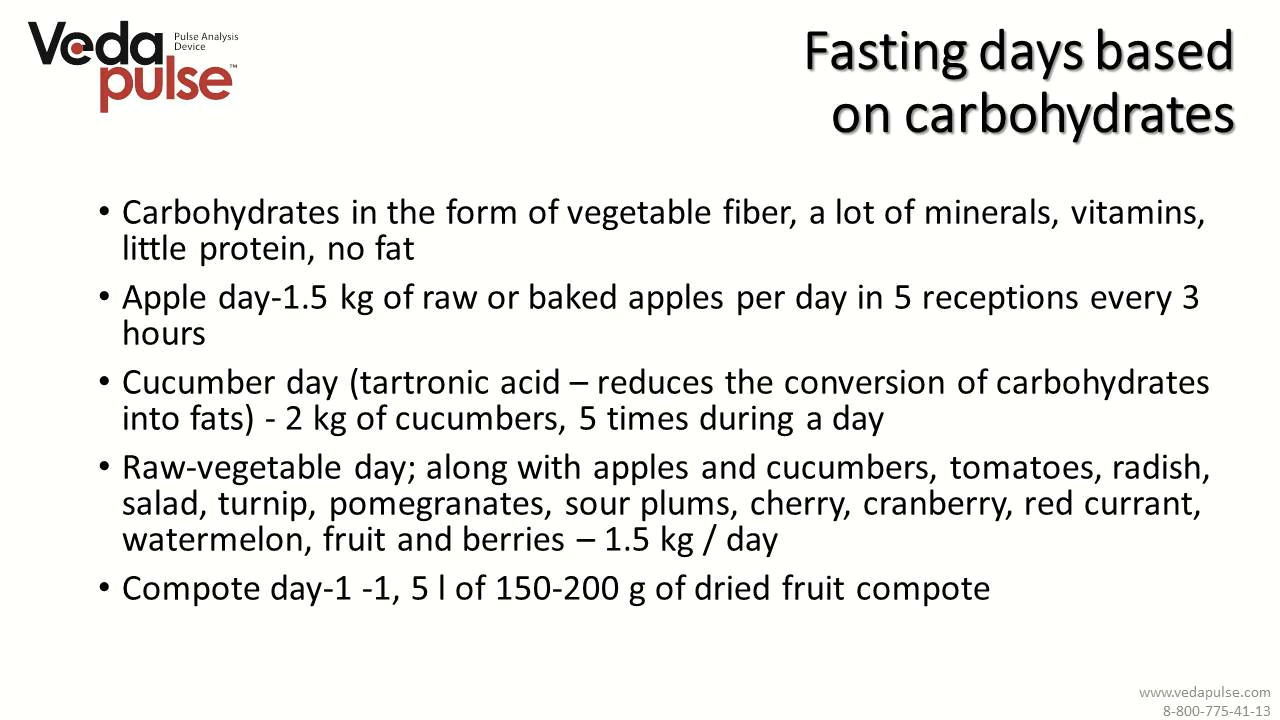 Veda pulse™
Pulse Analysis
Device
Fasting days based
on carbohydrates
• Carbohydrates in the form of vegetable fiber, a lot of minerals, vitamins,
little protein, no fat
• Apple day-1.5 kg of raw or baked apples per day in 5 receptions every 3
hours
• Cucumber day (tartronic acid – reduces the conversion of carbohydrates
into fats) - 2 kg of cucumbers, 5 times during a day
• Raw-vegetable day; along with apples and cucumbers, tomatoes, radish,
salad, turnip, pomegranates, sour plums, cherry, cranberry, red currant,
watermelon, fruit and berries – 1.5 kg / day
• Compote day-1 -1, 5 l of 150-200 g of dried fruit compote
www.vedapulse.com
8-800-775-41-13